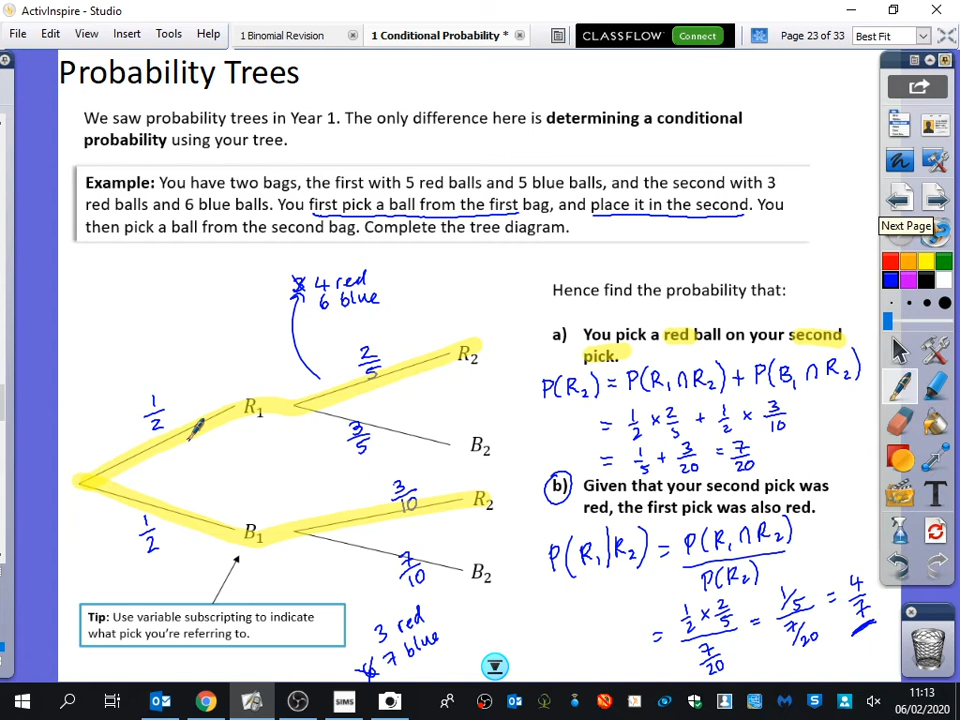 ActivInspire - Studio
File Edit View Insert Tools Help
1 Binomial Revision
1 Conditional Probability *
CLASSFLOW Connect
Page 23 of 33
Best Fit
Probability Trees
We saw probability trees in Year 1. The only difference here is determining a conditional
probability using your tree.
Example: You have two bags, the first with 5 red balls and 5 blue balls, and the second with 3
red balls and 6 blue balls. You first pick a ball from the first bag, and place it in the second. You
then pick a ball from the second bag. Complete the tree diagram.
Next Page
4 red
6 blue
1/2
R₁
2/5
R₂
3/5
B₂
1/2
B₁
3/10
R₂
7/10
B₂
3 red
7 blue
Tip: Use variable subscripting to indicate
what pick you're referring to.
Hence find the probability that:
a) You pick a red ball on your second
pick.
P(R₂) = P(R₁∩R₂) + P(B₁∩R₂)
= 1/2 × 2/5 + 1/2 × 3/10
= 1/5 + 3/20 = 7/20
b) Given that your second pick was
red, the first pick was also red.
P(R₁|R₂) = P(R₁∩R₂) / P(R₂)
= (1/2 × 2/5) / (7/20) = (1/5) / (7/20) = 4/7
SIMS
11:13
06/02/2020